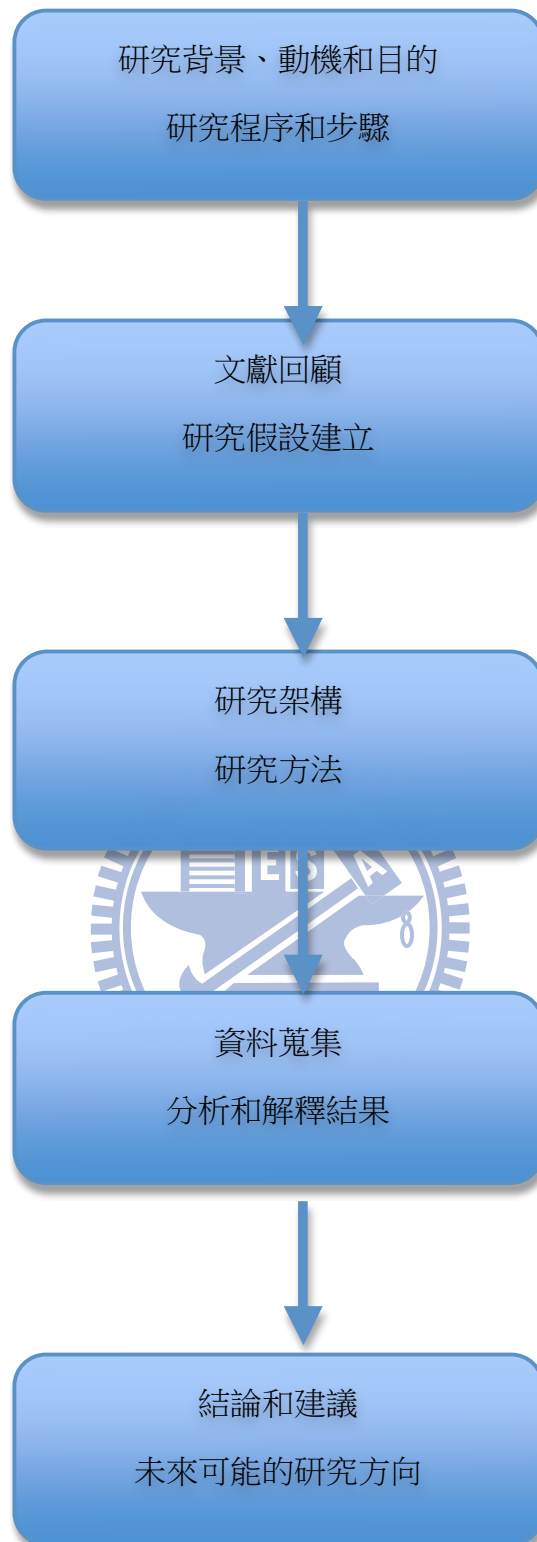 研究背景、動機和目的
研究程序和步驟
文獻回顧
研究假設建立
研究架構
研究方法
E S A
資料蒐集
分析和解釋結果
結論和建議
未來可能的研究方向